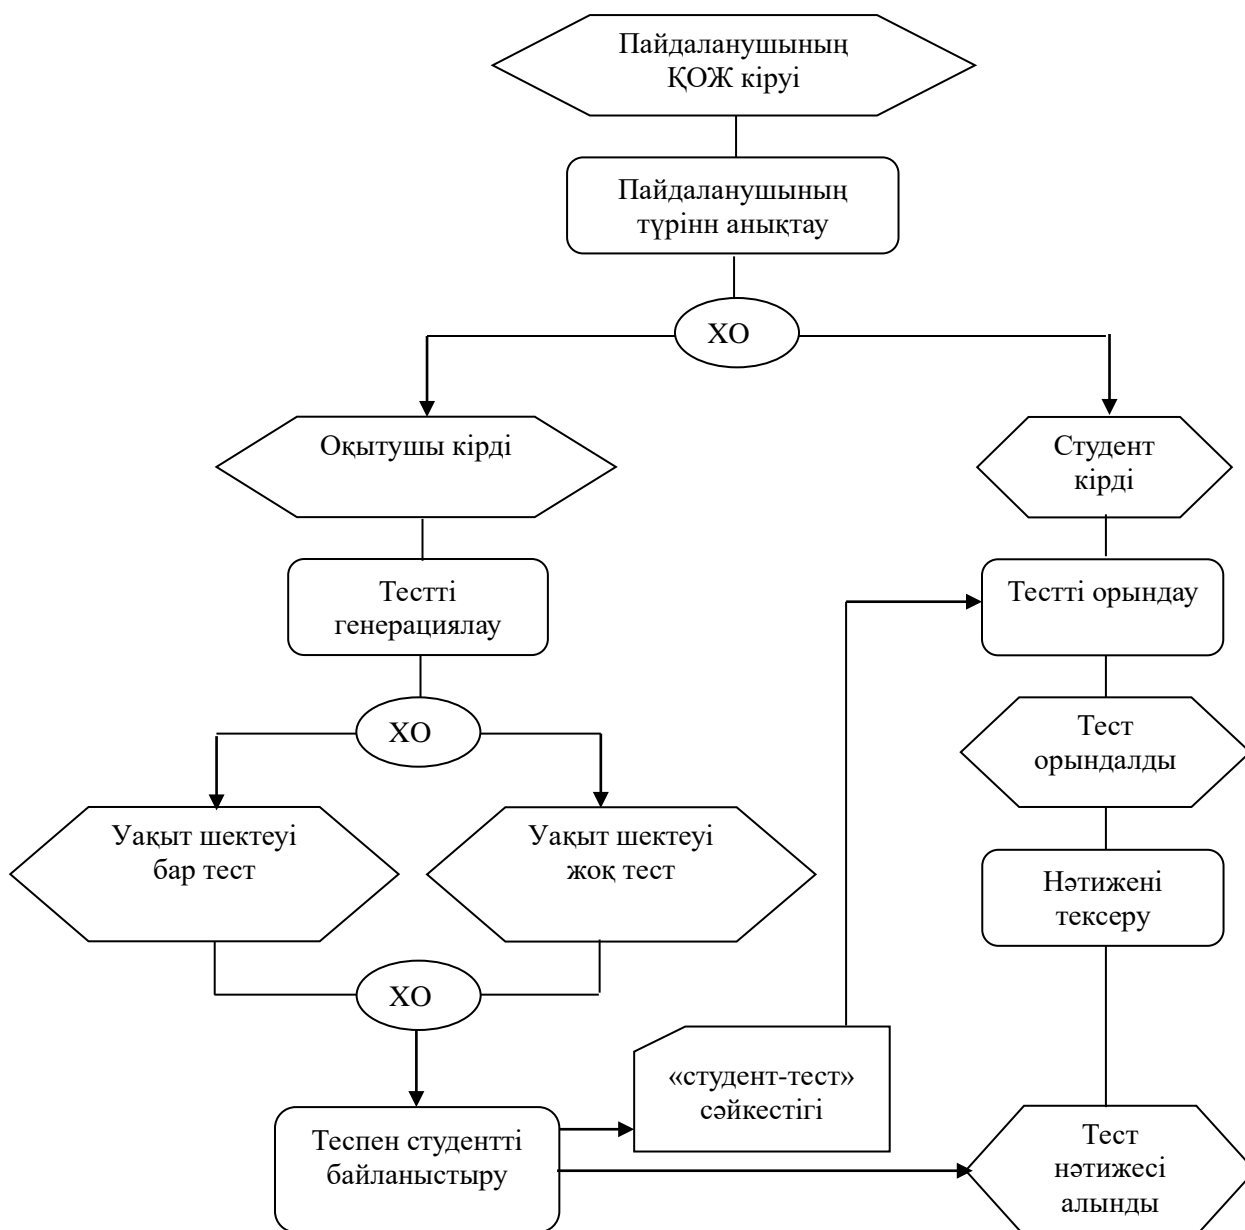 Пайдаланушының
ҚОЖ кіруі
Пайдаланушының
түрінн анықтау
ХО
Оқытушы кірді
Студент
кірді
Тестті
генерациялау
Тестті орындау
ХО
Тест
орындалды
Уақыт шектеуі
бар тест
Уақыт шектеуі
жоқ тест
Нәтижені
тексеру
ХО
«студент-тест»
сәйкестігі
Теспен студентті
байланыстыру
Тест
нәтижесі
алынды